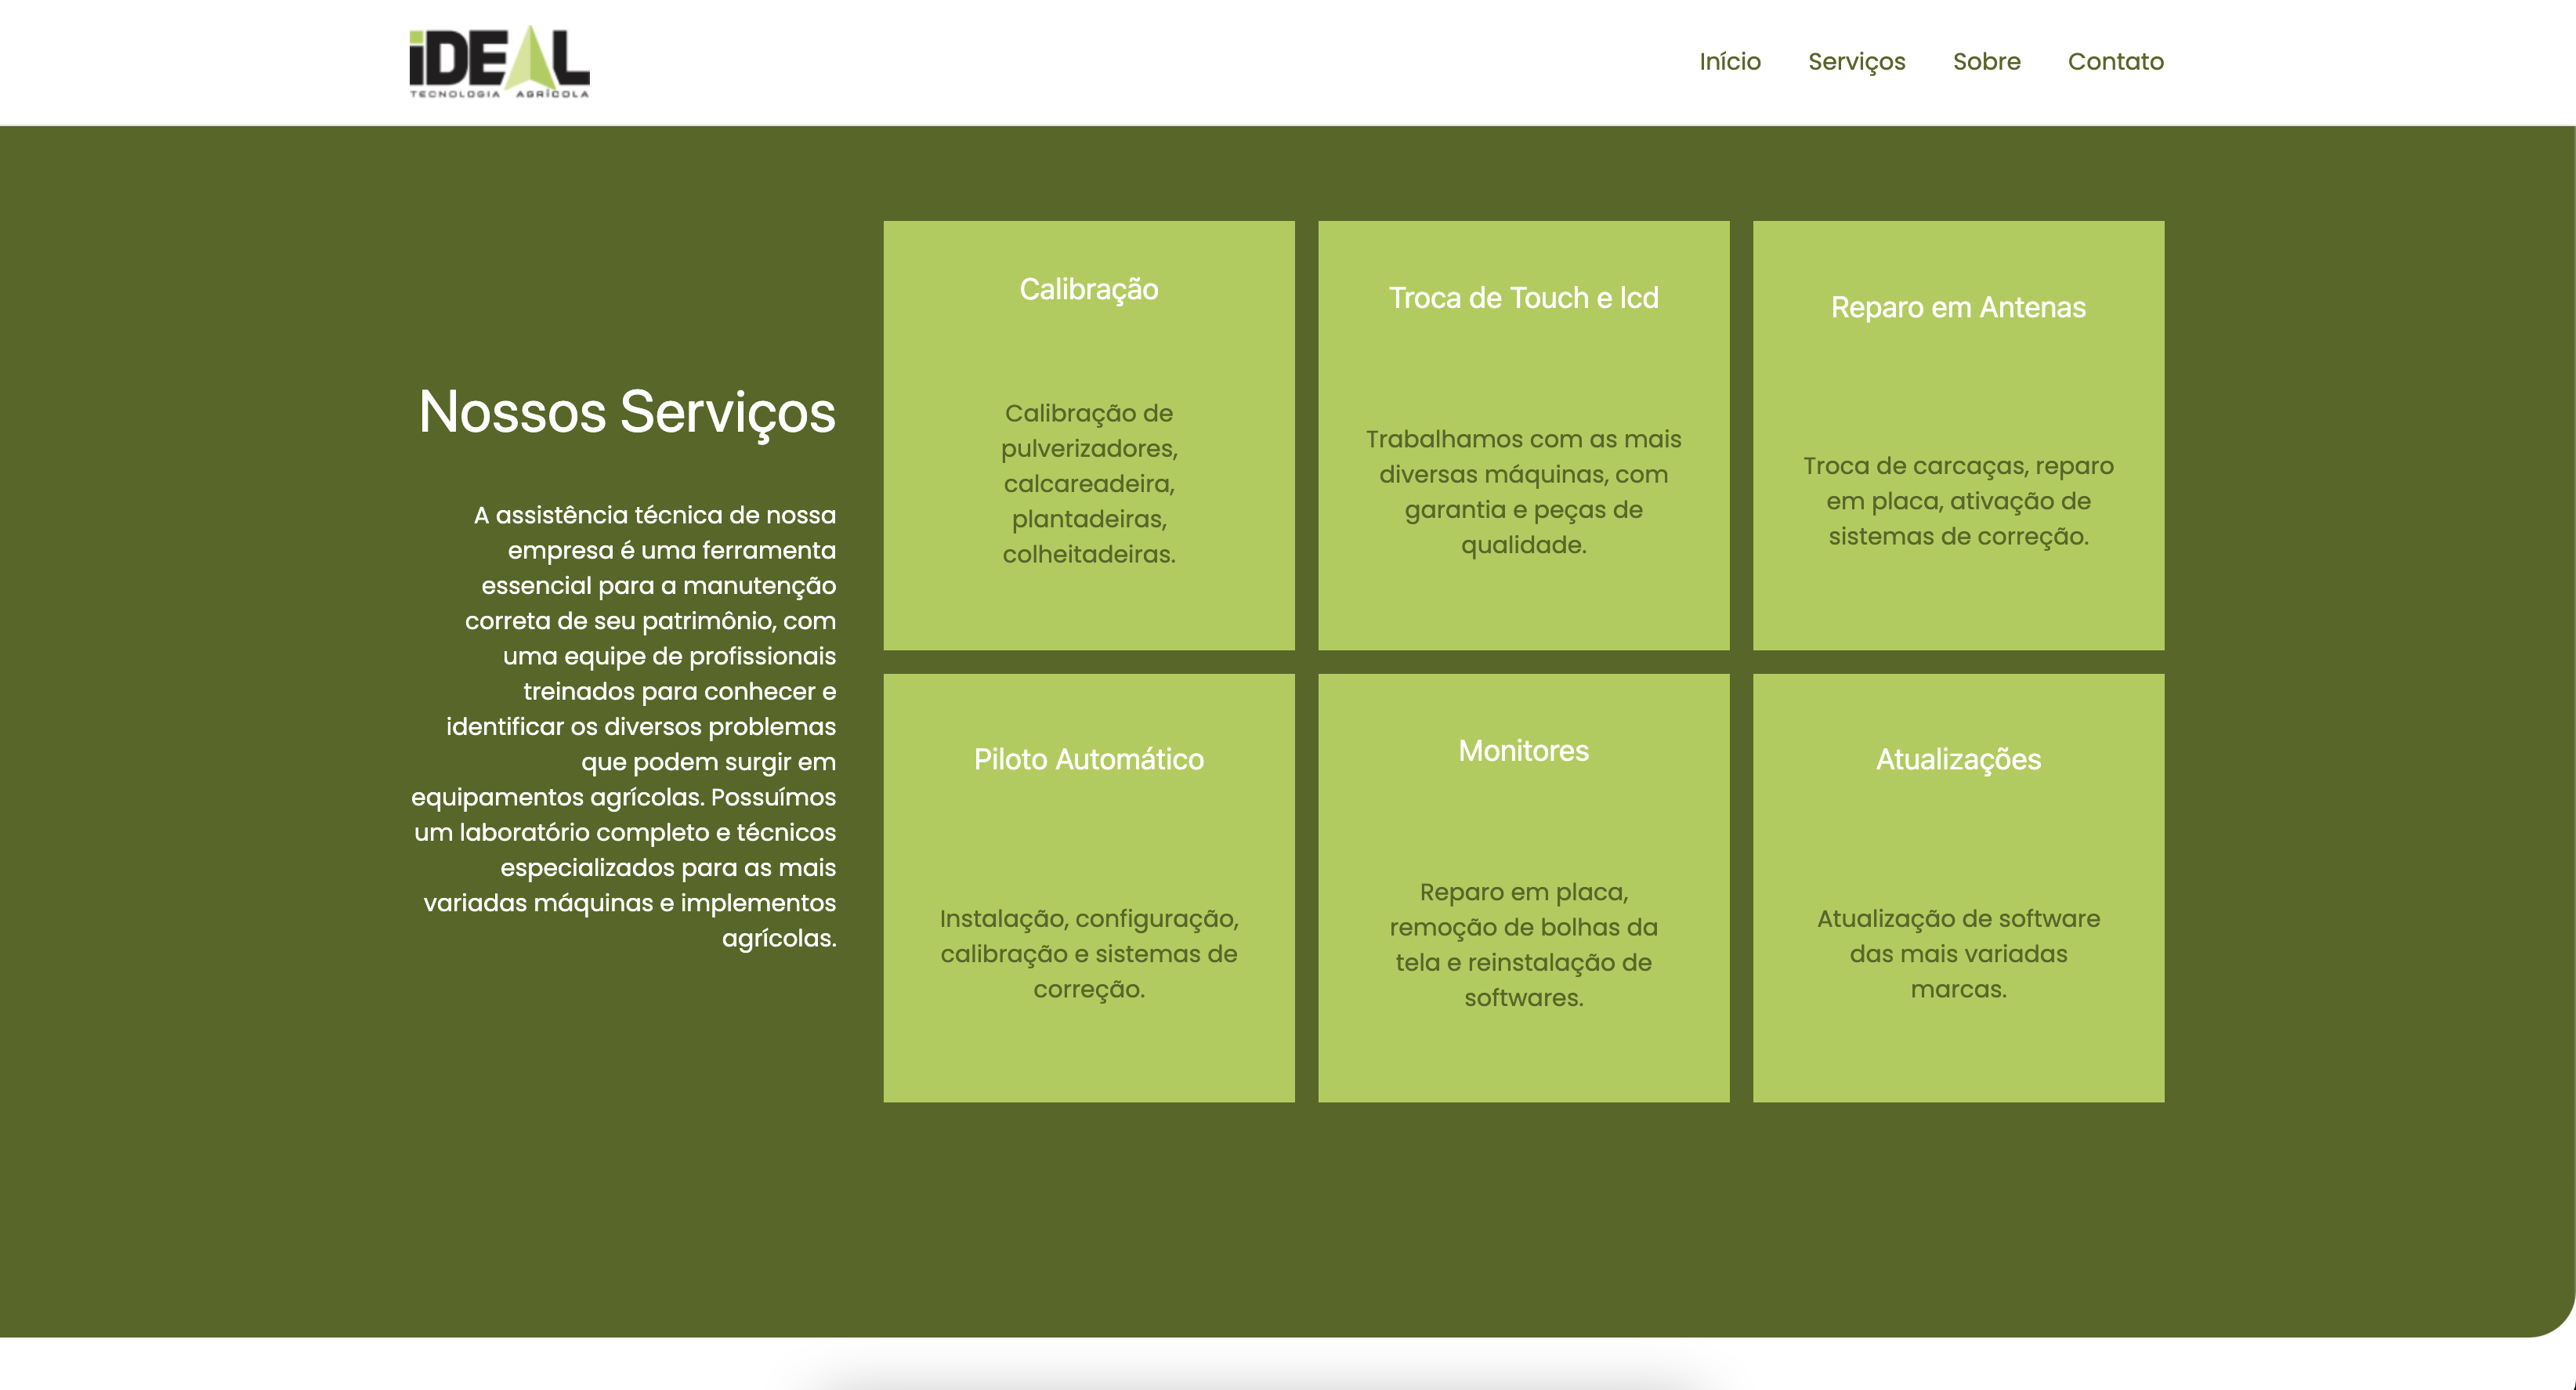 iDEAL
TECNOLOGIA AGRÍCOLA
Início Serviços Sobre Contato
Nossos Serviços
A assistência técnica de nossa
empresa é uma ferramenta
essencial para a manutenção
correta de seu patrimônio, com
uma equipe de profissionais
treinados para conhecer e
identificar os diversos problemas
que podem surgir em
equipamentos agrícolas. Possuímos
um laboratório completo e técnicos
especializados para as mais
variadas máquinas e implementos
agrícolas.
Calibração
Calibração de
pulverizadores,
calcareadeira,
plantadeiras,
colheitadeiras.
Troca de Touch e lcd
Trabalhamos com as mais
diversas máquinas, com
garantia e peças de
qualidade.
Reparo em Antenas
Troca de carcaças, reparo
em placa, ativação de
sistemas de correção.
Piloto Automático
Instalação, configuração,
calibração e sistemas de
correção.
Monitores
Reparo em placa,
remoção de bolhas da
tela e reinstalação de
softwares.
Atualizações
Atualização de software
das mais variadas
marcas.